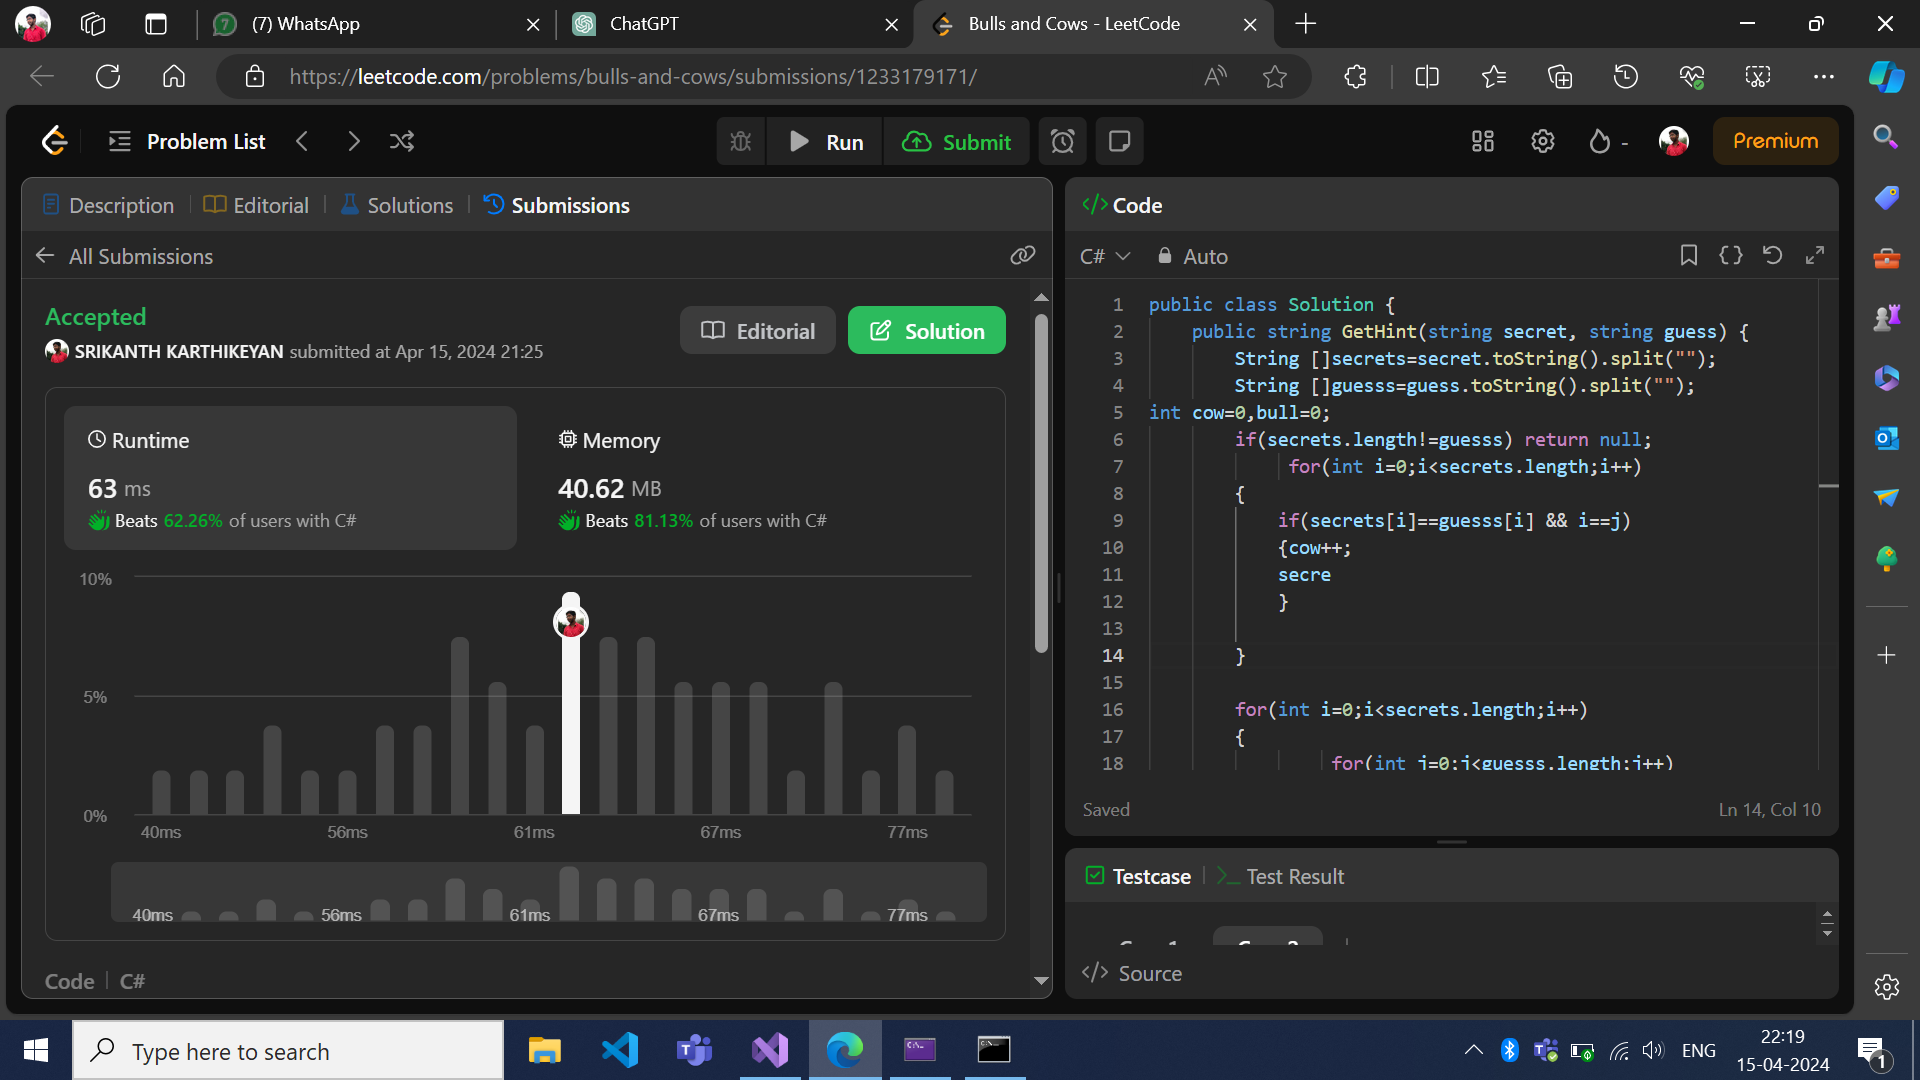 (7) WhatsApp
ChatGPT
Bulls and Cows - LeetCode
https://leetcode.com/problems/bulls-and-cows/submissions/1233179171/
Problem List
Run
Submit
-
Premium
Description
Editorial
Solutions
Submissions
All Submissions
Accepted
SRIKANTH KARTHIKEYAN submitted at Apr 15, 2024 21:25
Editorial
Solution
Runtime
63 ms
Beats 62.26% of users with C#
Memory
40.62 MB
Beats 81.13% of users with C#
10%
5%
0%
40ms
56ms
61ms
67ms
77ms
40ms
56ms
61ms
67ms
77ms
Code
C#
</> Code
C#
Auto
1 public class Solution {
2 public string GetHint(string secret, string guess) {
3 String []secrets=secret.toString().split("");
4 String []guesss=guess.toString().split("");
5 int cow=0,bull=0;
6 if(secrets.length!=guesss) return null;
7 for(int i=0;i<secrets.length;i++)
8 {
9 if(secrets[i]==guesss[i] && i==j)
10 {cow++;
11 secre
12 }
13
14 }
15
16 for(int i=0;i<secrets.length;i++)
17 {
18 for(int j=0;j<guesss.length;j++)
Saved
Ln 14, Col 10
Testcase
Test Result
</> Source
Type here to search
ENG
22:19
15-04-2024
1